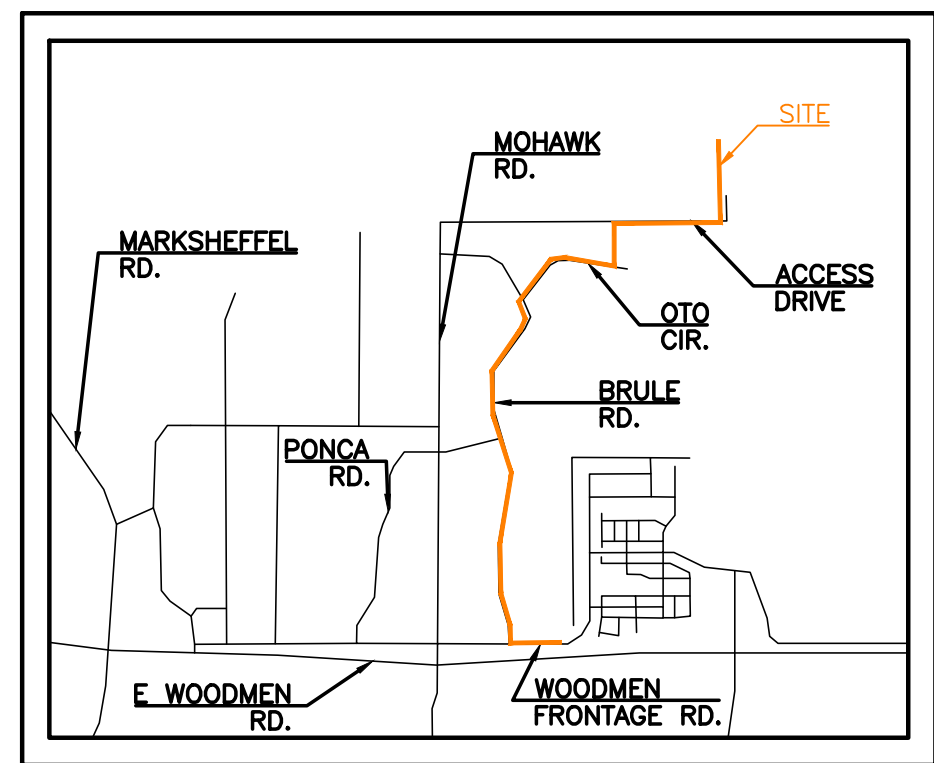 SITE
MOHAWK
RD.
MARKSHEFFEL
RD.
ACCESS
DRIVE
OTO
CIR.
BRULE
RD.
PONCA
RD.
E WOODMEN
RD.
WOODMEN
FRONTAGE RD.